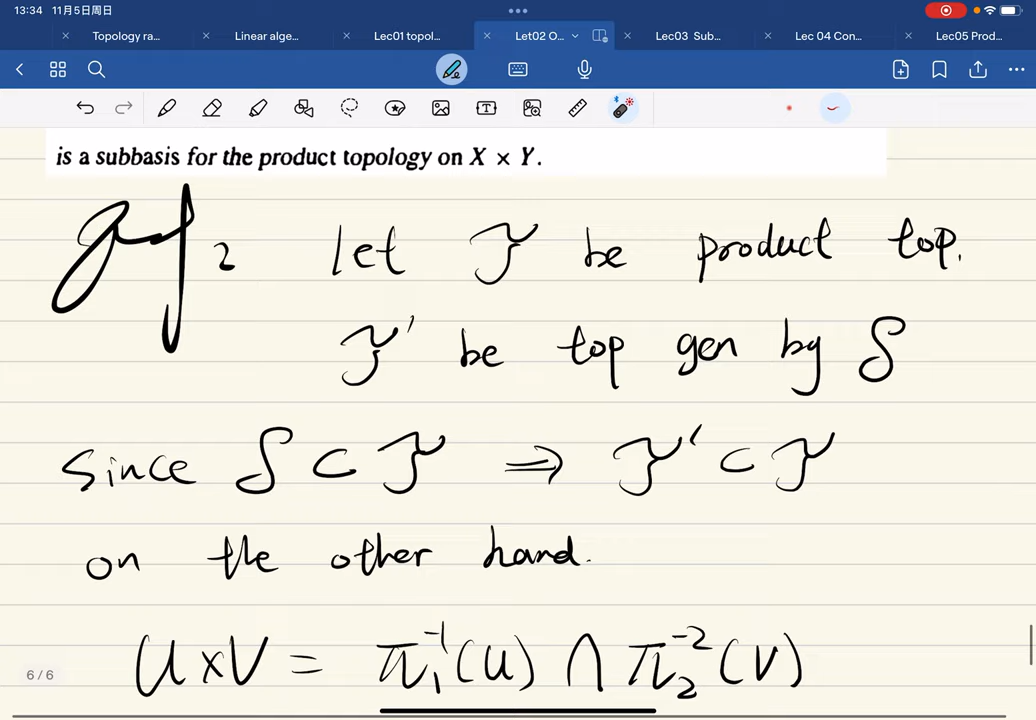 13:34 11月5日周日
Topology ra... Linear alge... Lec01 topol... Let02 O... Lec03 Sub... Lec 04 Con... Lec05 Prod...
is a subbasis for the product topology on X × Y.
let 𝒯 be product top.
𝒯' be top gen by 𝒮
since 𝒮 ⊂ 𝒯 ⇒ 𝒯' ⊂ 𝒯
on the other hand.
U×V = π₁⁻¹(U) ∩ π₂⁻²(V)
6 / 6